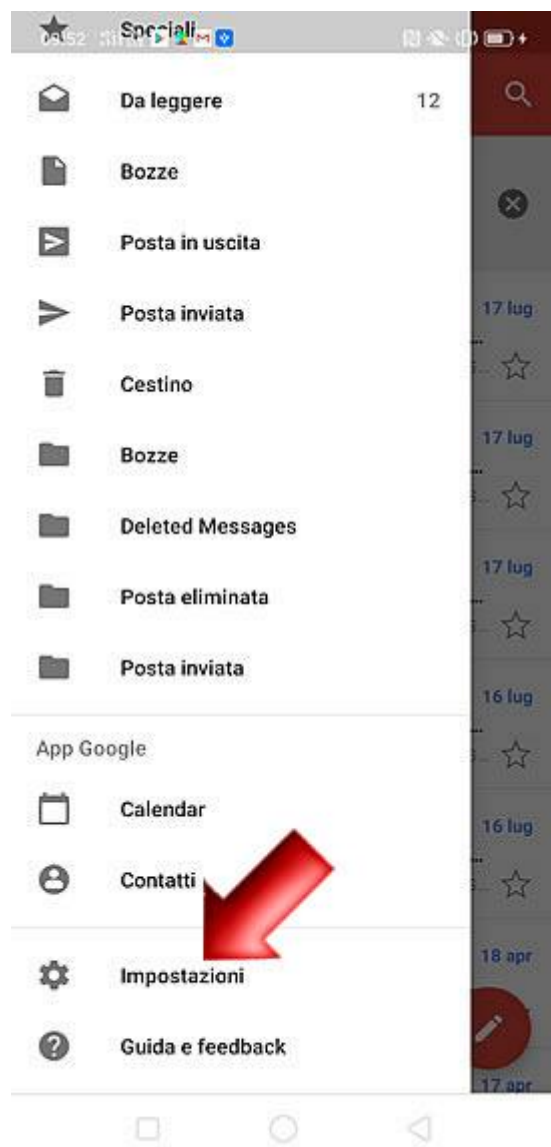 09:52
Speciali
Da leggere 12
Bozze
Posta in uscita
17 lug
Posta inviata
Cestino
17 lug
Bozze
Deleted Messages
17 lug
Posta eliminata
Posta inviata
16 lug
App Google
Calendar
16 lug
Contatti
18 apr
Impostazioni
Guida e feedback
17 apr